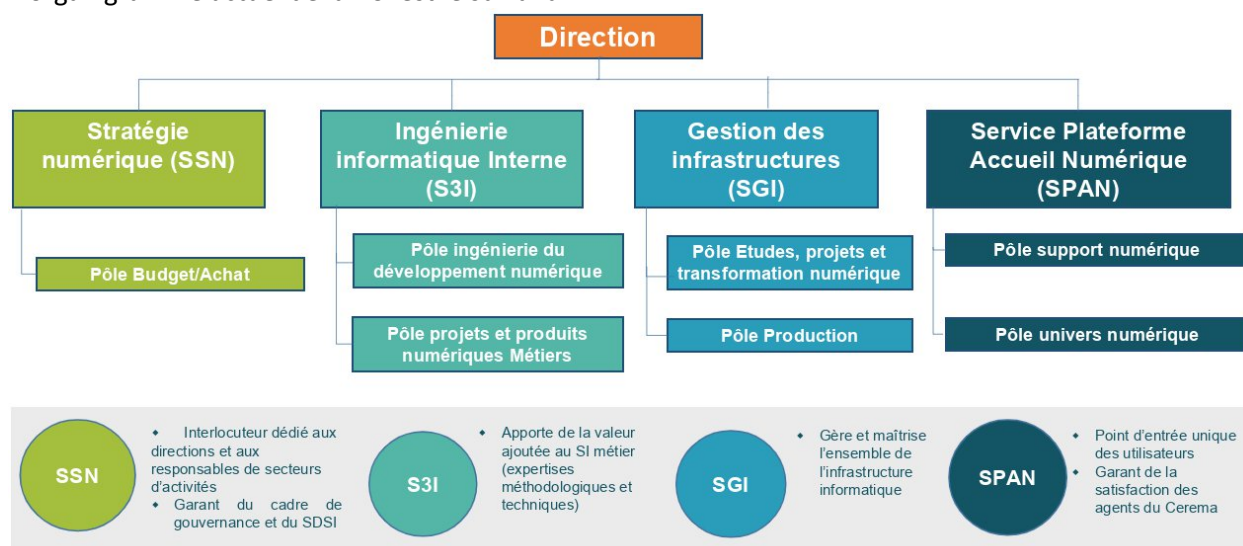 Direction
Stratégie
numérique (SSN)
Ingénierie
informatique Interne
(S3I)
Gestion des
infrastructures
(SGI)
Service Plateforme
Accueil Numérique
(SPAN)
Pôle Budget/Achat
Pôle ingénierie du
développement numérique
Pôle projets et produits
numériques Métiers
Pôle Etudes, projets et
transformation numérique
Pôle Production
Pôle support numérique
Pôle univers numérique
SSN
• Interlocuteur dédié aux
directions et aux
responsables de secteurs
d'activités
• Garant du cadre de
gouvernance et du SDSI
S3I
• Apporte de la valeur
ajoutée au SI métier
(expertises
méthodologiques et
techniques)
SGI
• Gère et maîtrise
l'ensemble de
l'infrastructure
informatique
SPAN
• Point d'entrée unique
des utilisateurs
• Garant de la
satisfaction des
agents du Cerema